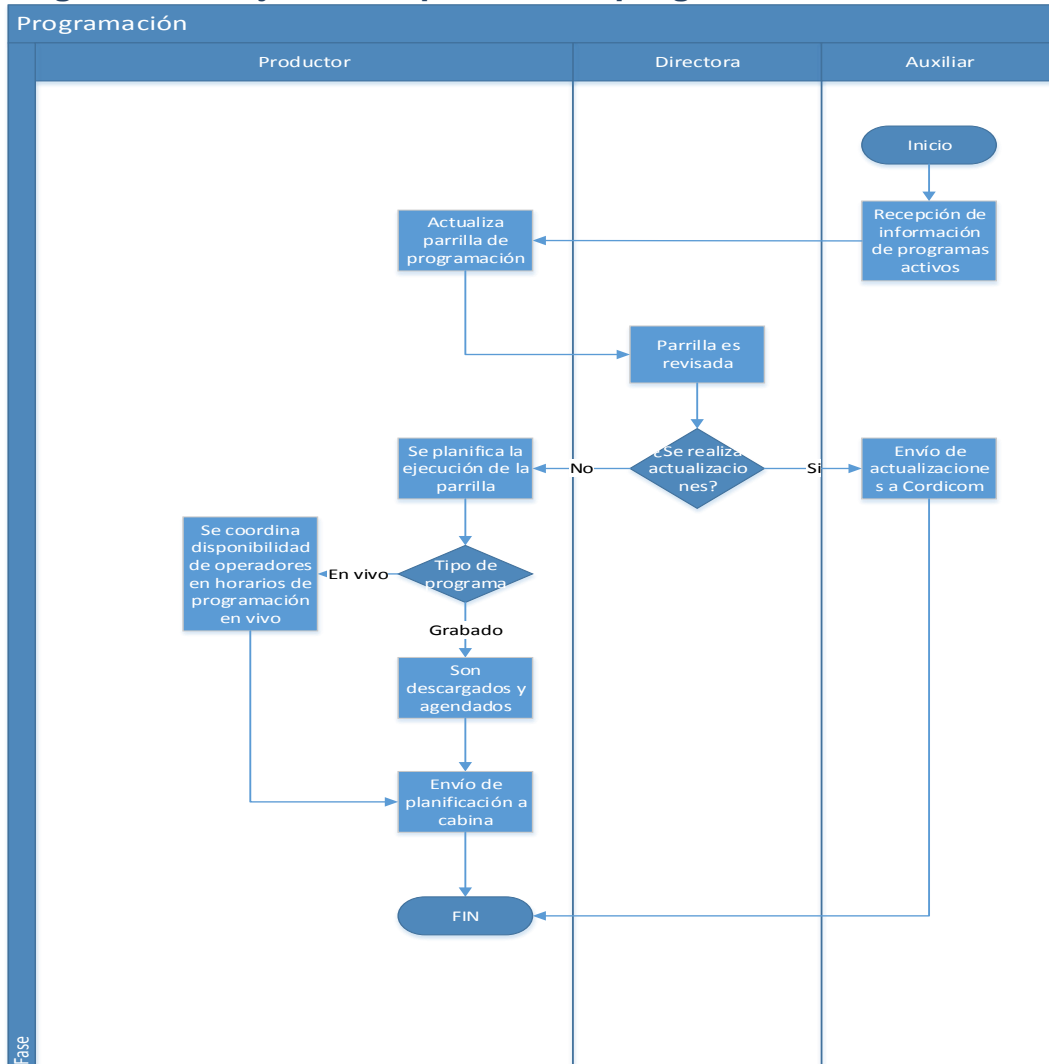 Programación
Productor
Directora
Auxiliar
Inicio
Recepción de
información
de programas
activos
Actualiza
parrilla de
programación
Parrilla es
revisada
¿Se realiza
actualizacio
nes?
No
Si
Se planifica la
ejecución de la
parrilla
Envío de
actualizacione
s a Cordicom
Tipo de
programa
En vivo
Se coordina
disponibilidad
de operadores
en horarios de
programación
en vivo
Grabado
Son
descargados y
agendados
Envío de
planificación a
cabina
FIN
Fase